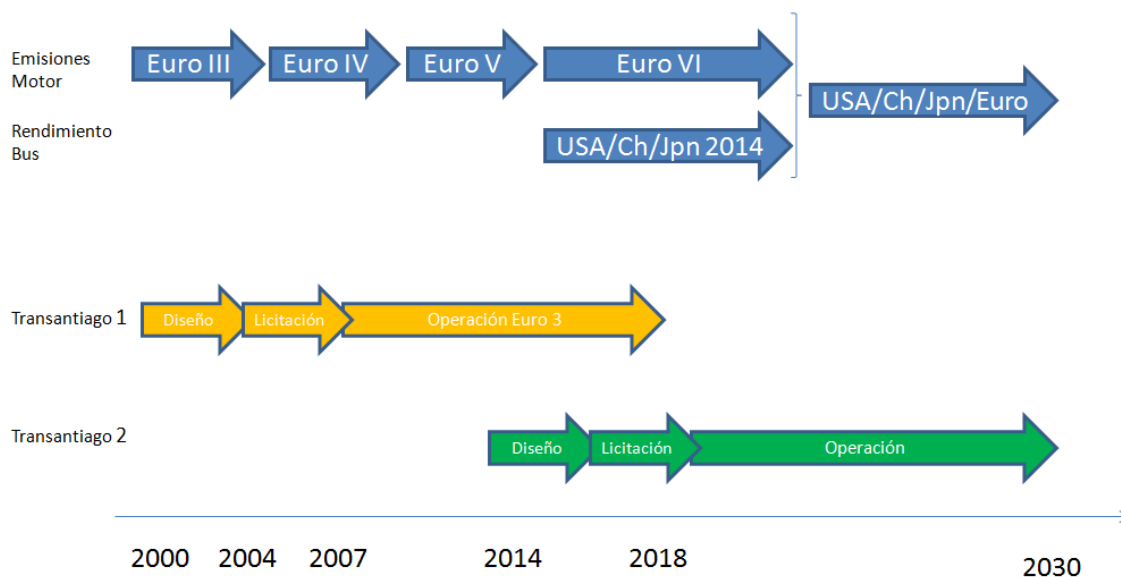 Emisiones
Motor
Euro III
Euro IV
Euro V
Euro VI
USA/Ch/Jpn/Euro
Rendimiento
Bus
USA/Ch/Jpn 2014
Transantiago 1
Diseño
Licitación
Operación Euro 3
Transantiago 2
Diseño
Licitación
Operación
2000
2004
2007
2014
2018
2030